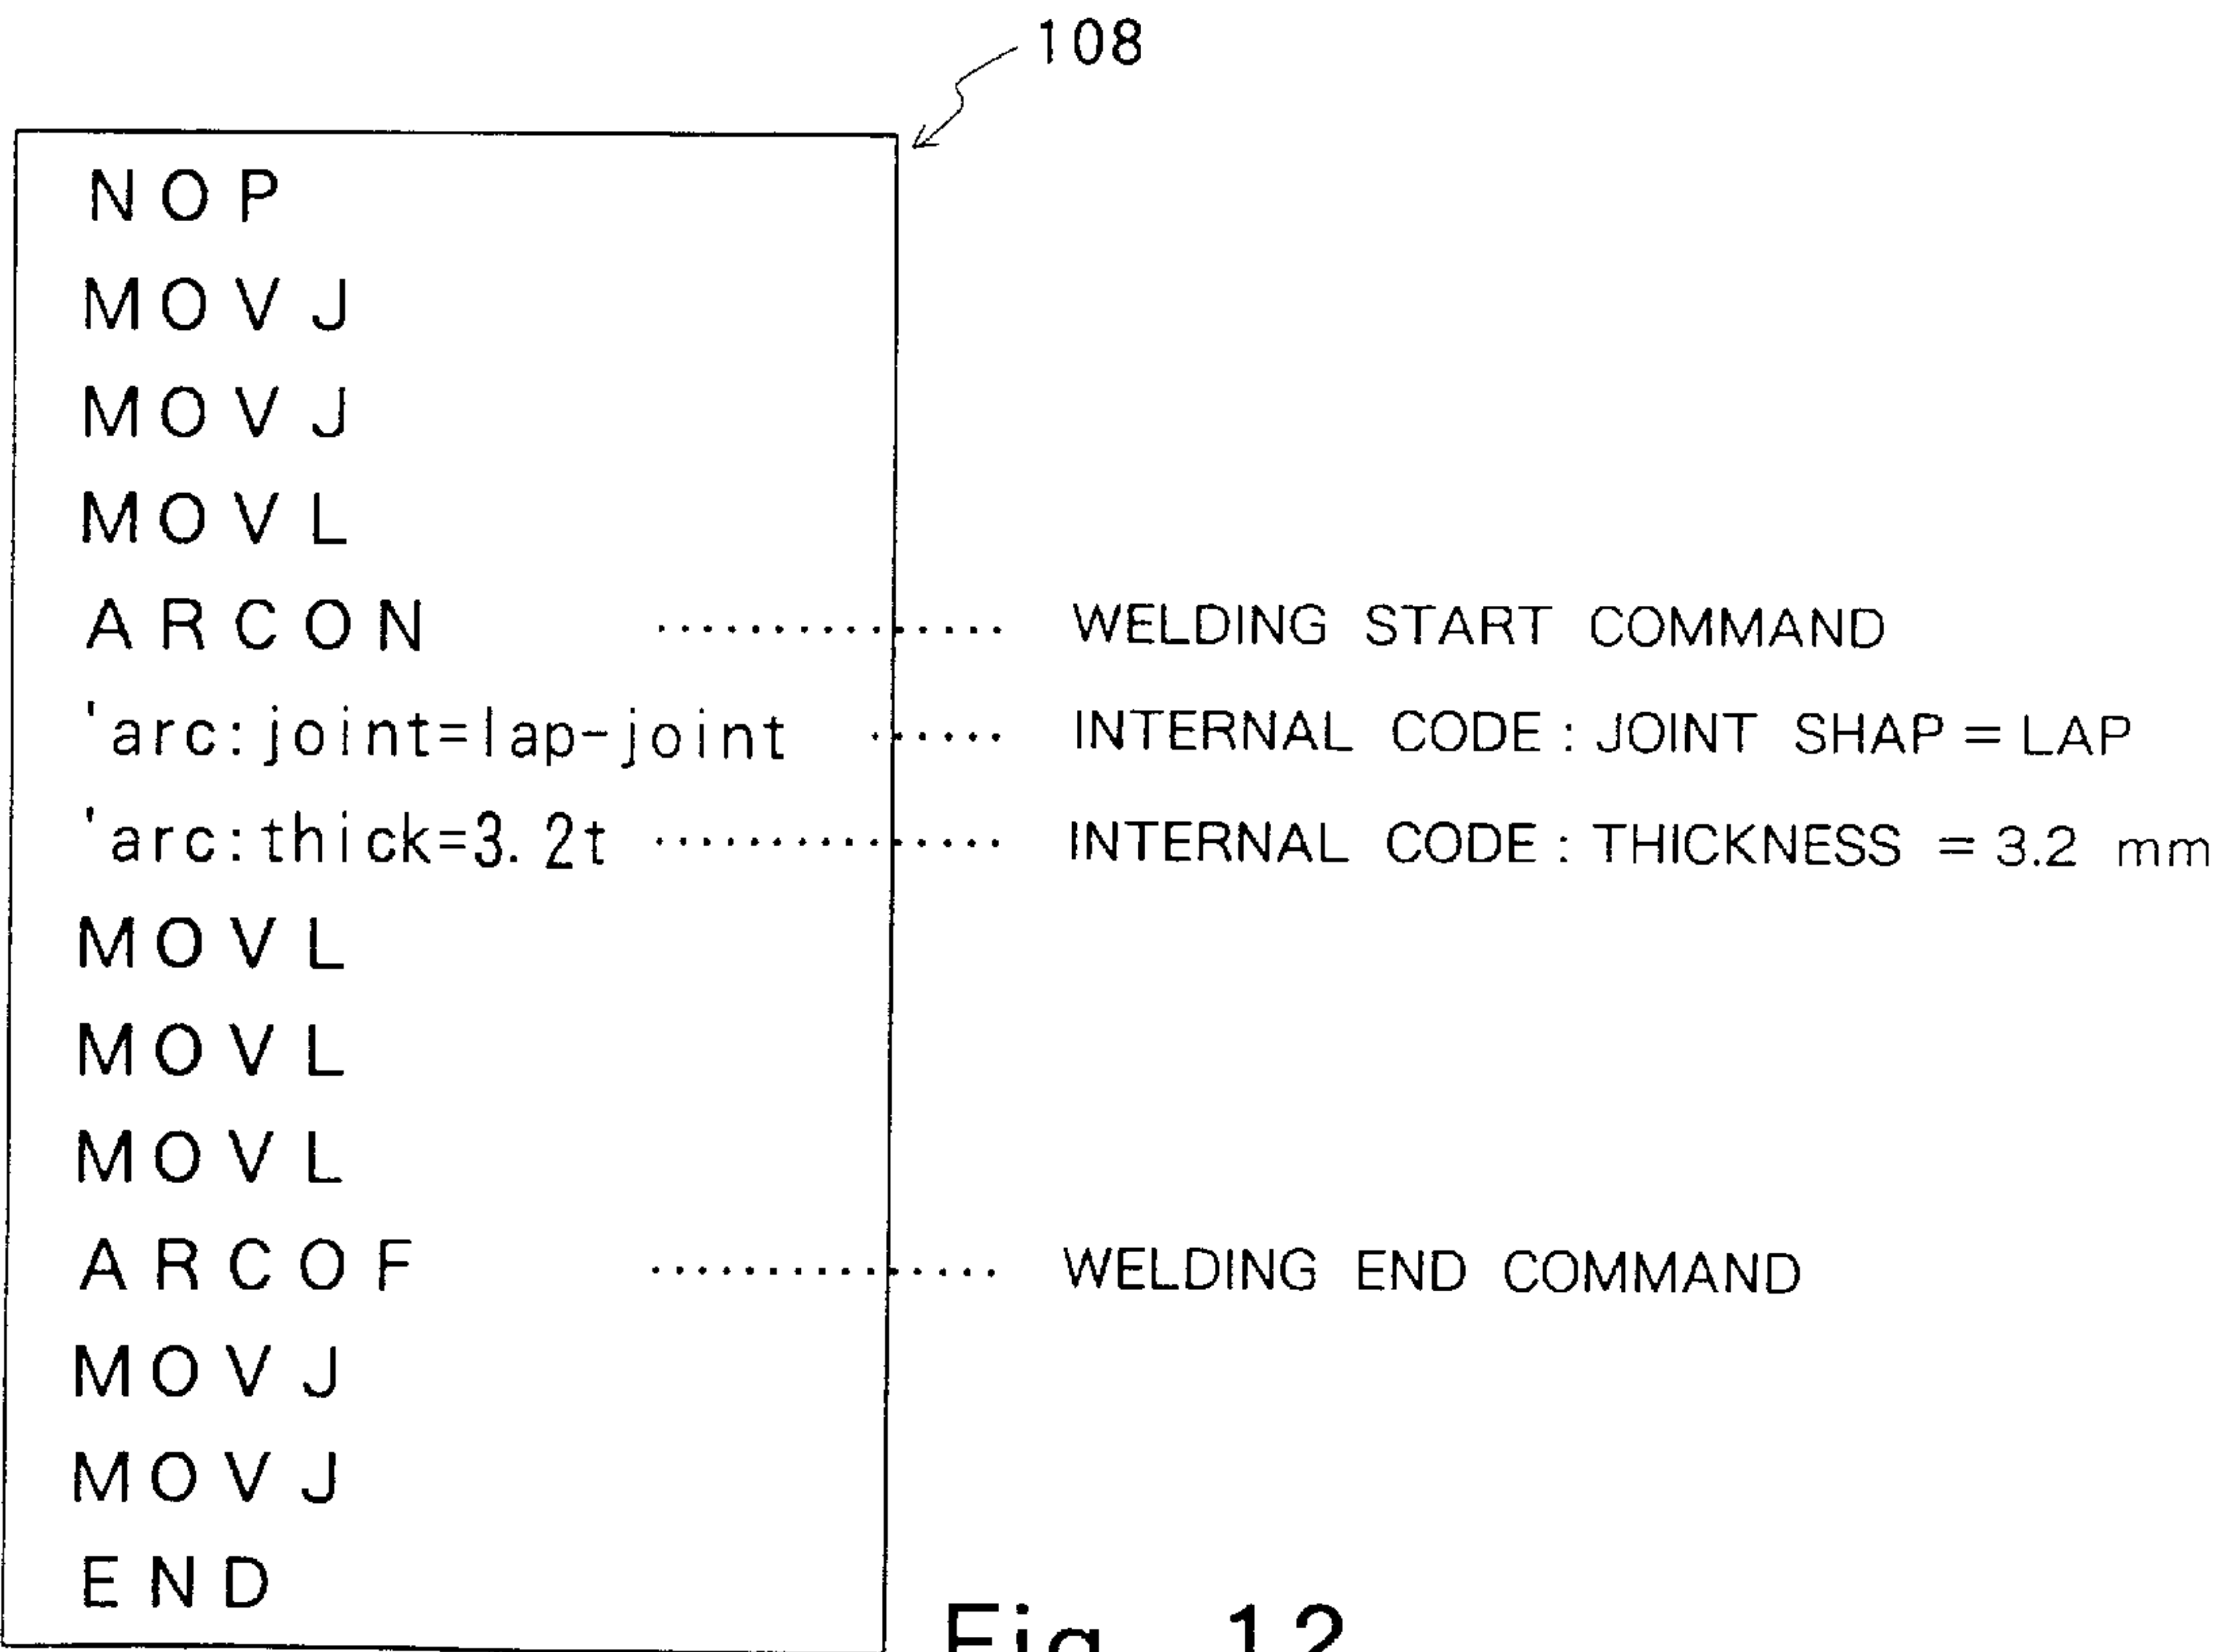 108
NOP
MOVJ
MOVJ
MOVL
ARCON ............... WELDING START COMMAND
'arc:joint=lap-joint ...... INTERNAL CODE : JOINT SHAP = LAP
'arc:thick=3.2t ............... INTERNAL CODE : THICKNESS = 3.2 mm
MOVL
MOVL
MOVL
ARCOF ............... WELDING END COMMAND
MOVJ
MOVJ
END
Fig. 12